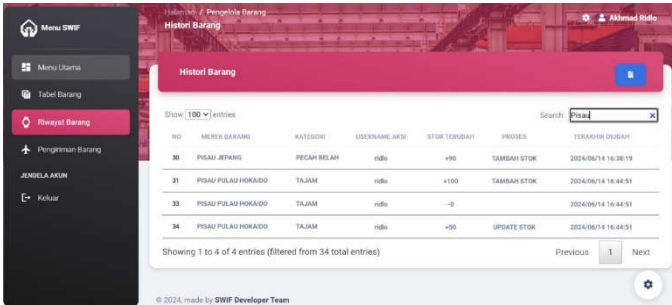 Menu SWIF
Menu Utama
Tabel Barang
Riwayat Barang
Pengiriman Barang
JENDELA AKUN
Keluar
Halaman / Pengelola Barang
Histori Barang
Akhmad Ridlo
Histori Barang
Show 100 entries
Search: Pisau
NO MEREK BARANG KATEGORI USERNAME AKSI STOK TERUBAH PROSES TERAKHIR DIUBAH
30 PISAU JEPANG PECAH BELAH ridlo +90 TAMBAH STOK 2024/06/14 16:38:19
31 PISAU PULAU HOKAIDO TAJAM ridlo +100 TAMBAH STOK 2024/06/14 16:44:51
33 PISAU PULAU HOKAIDO TAJAM ridlo -0 2024/06/14 16:44:51
34 PISAU PULAU HOKAIDO TAJAM ridlo +50 UPDATE STOK 2024/06/14 16:44:51
Showing 1 to 4 of 4 entries (filtered from 34 total entries)
Previous 1 Next
© 2024, made by SWIF Developer Team